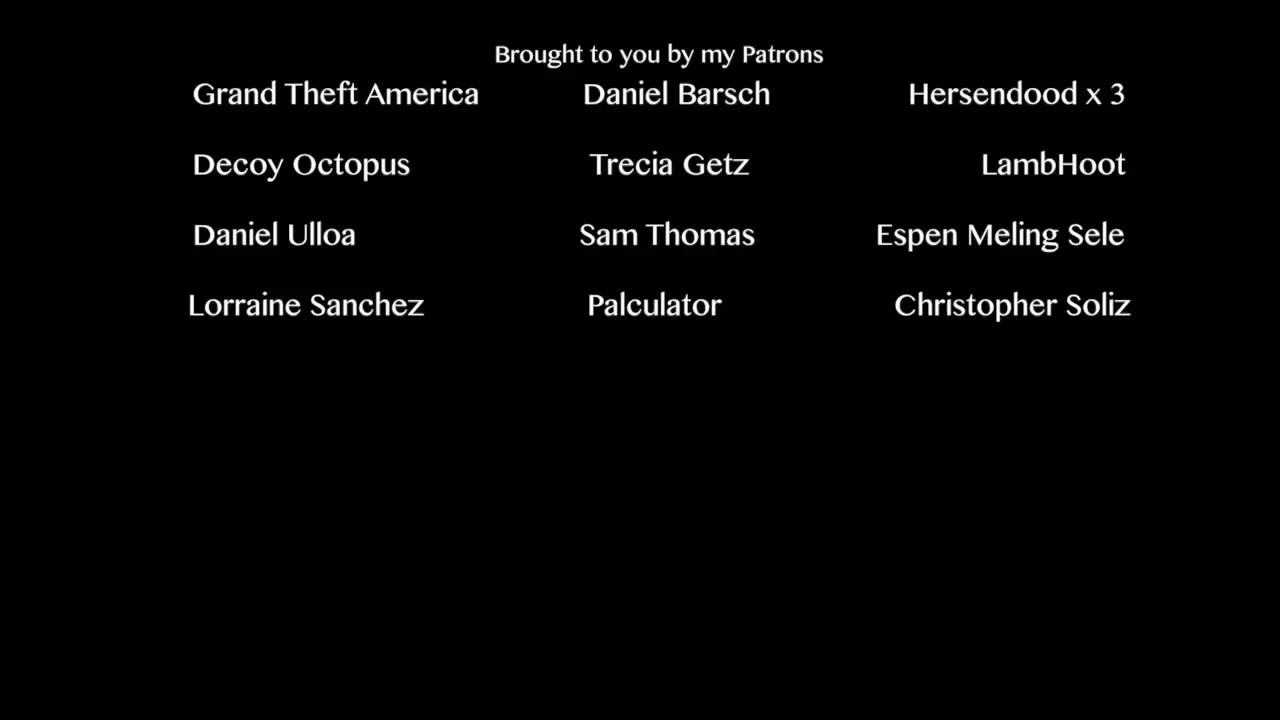 Brought to you by my Patrons
Grand Theft America Daniel Barsch Hersendood x 3
Decoy Octopus Trecia Getz LambHoot
Daniel Ulloa Sam Thomas Espen Meling Sele
Lorraine Sanchez Palculator Christopher Soliz